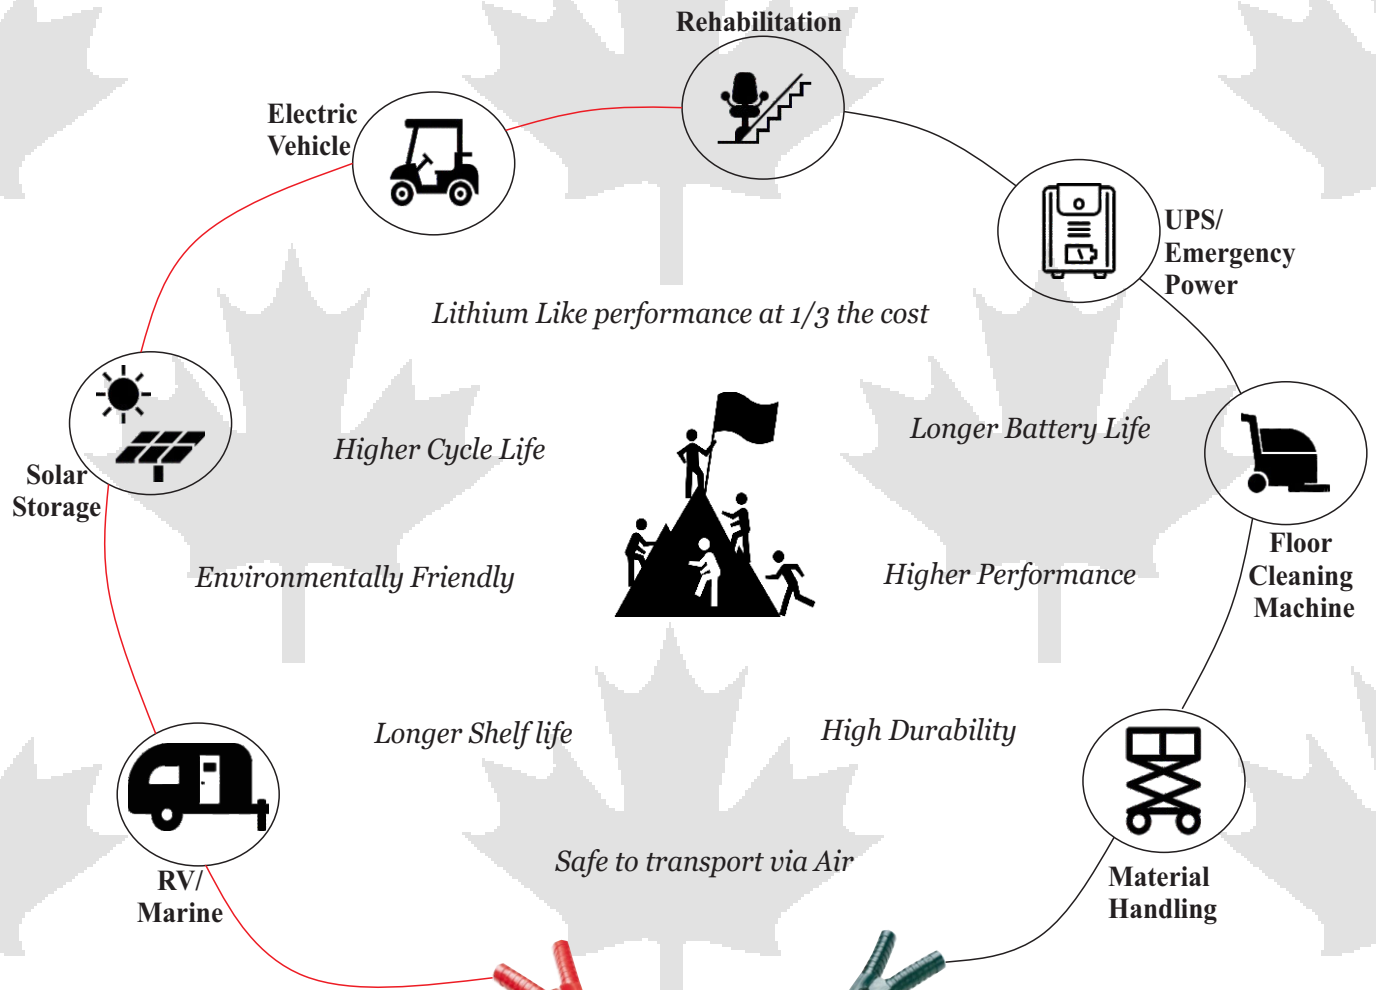 Rehabilitation
Electric
Vehicle
UPS/
Emergency
Power
Lithium Like performance at 1/3 the cost
Higher Cycle Life
Longer Battery Life
Solar
Storage
Floor
Cleaning
Machine
Environmentally Friendly
Higher Performance
Longer Shelf life
High Durability
Safe to transport via Air
RV/
Marine
Material
Handling